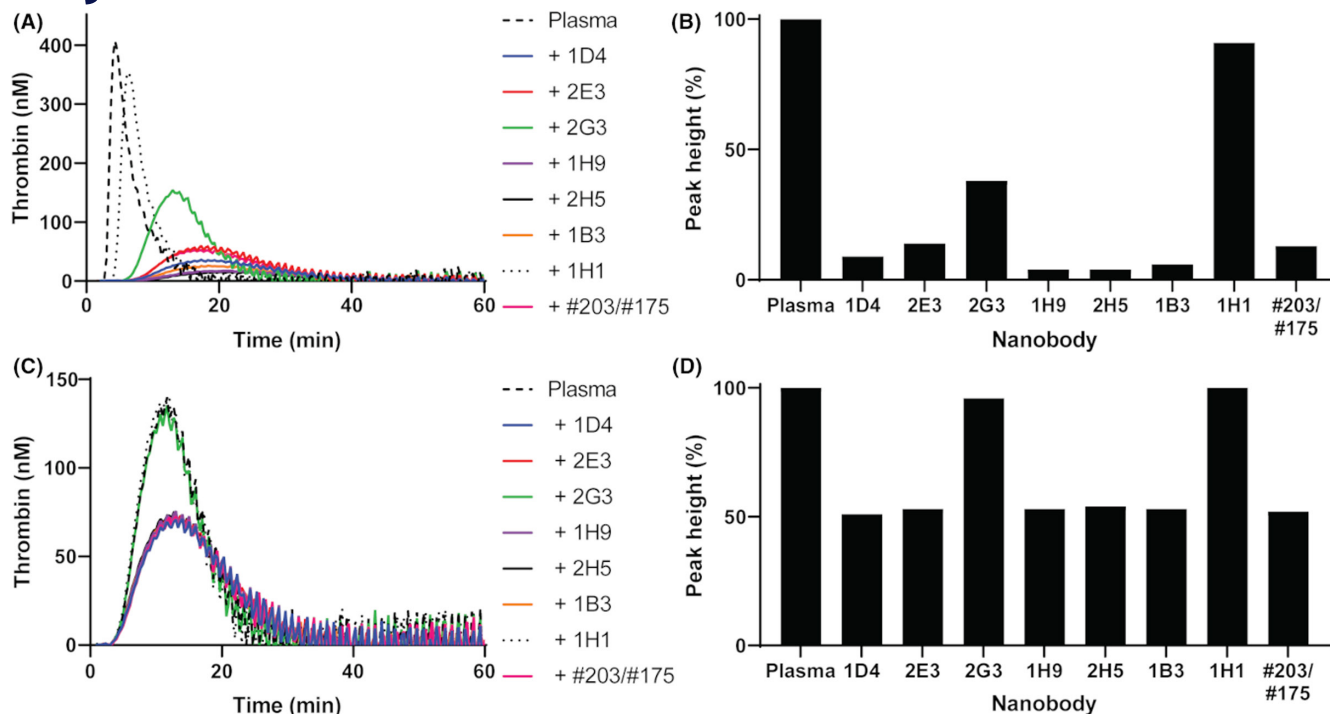 (A)
Thrombin (nM)
400
300
200
100
0
0 20 40 60
Time (min)
Plasma
+ 1D4
+ 2E3
+ 2G3
+ 1H9
+ 2H5
+ 1B3
+ 1H1
+ #203/#175
(B)
Peak height (%)
100
50
0
Plasma 1D4 2E3 2G3 1H9 2H5 1B3 1H1 #203/
#175
Nanobody
(C)
Thrombin (nM)
150
100
50
0
0 20 40 60
Time (min)
Plasma
+ 1D4
+ 2E3
+ 2G3
+ 1H9
+ 2H5
+ 1B3
+ 1H1
+ #203/#175
(D)
Peak height (%)
100
50
0
Plasma 1D4 2E3 2G3 1H9 2H5 1B3 1H1 #203/
#175
Nanobody